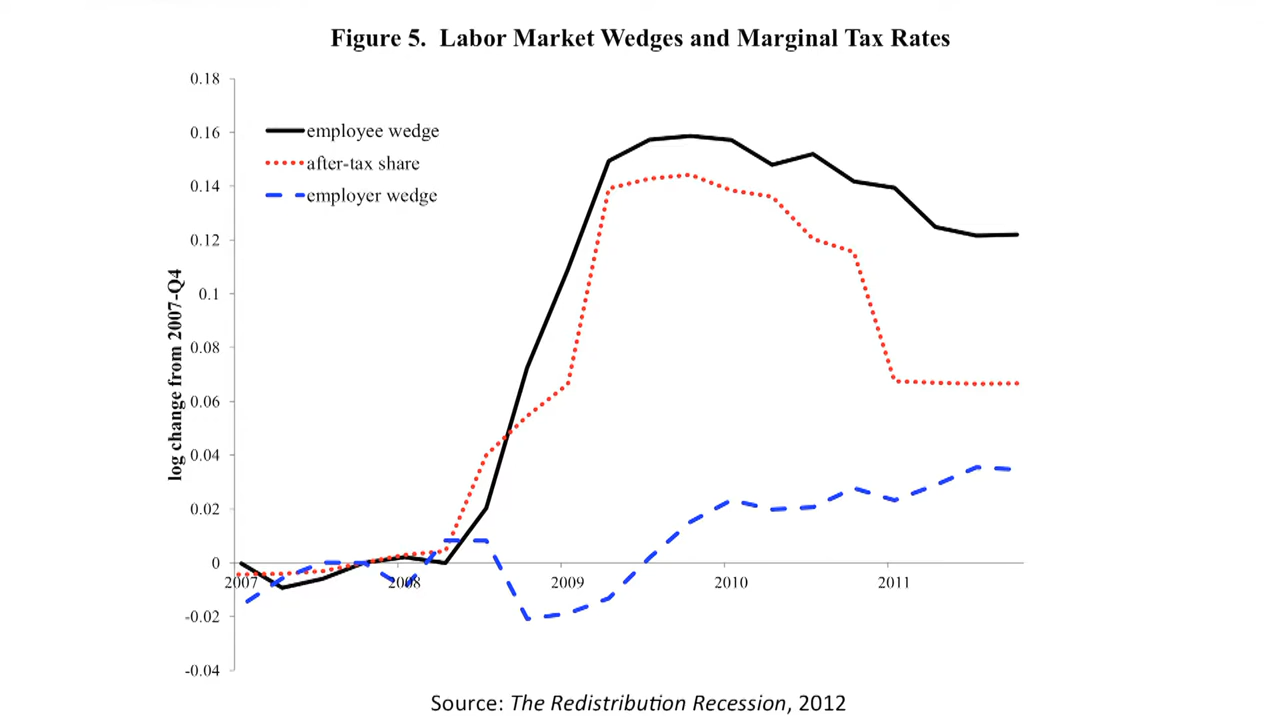 Figure 5. Labor Market Wedges and Marginal Tax Rates
log change from 2007-Q4
0.18
0.16
0.14
0.12
0.1
0.08
0.06
0.04
0.02
0
-0.02
-0.04
employee wedge
after-tax share
employer wedge
2007 2008 2009 2010 2011
Source: The Redistribution Recession, 2012